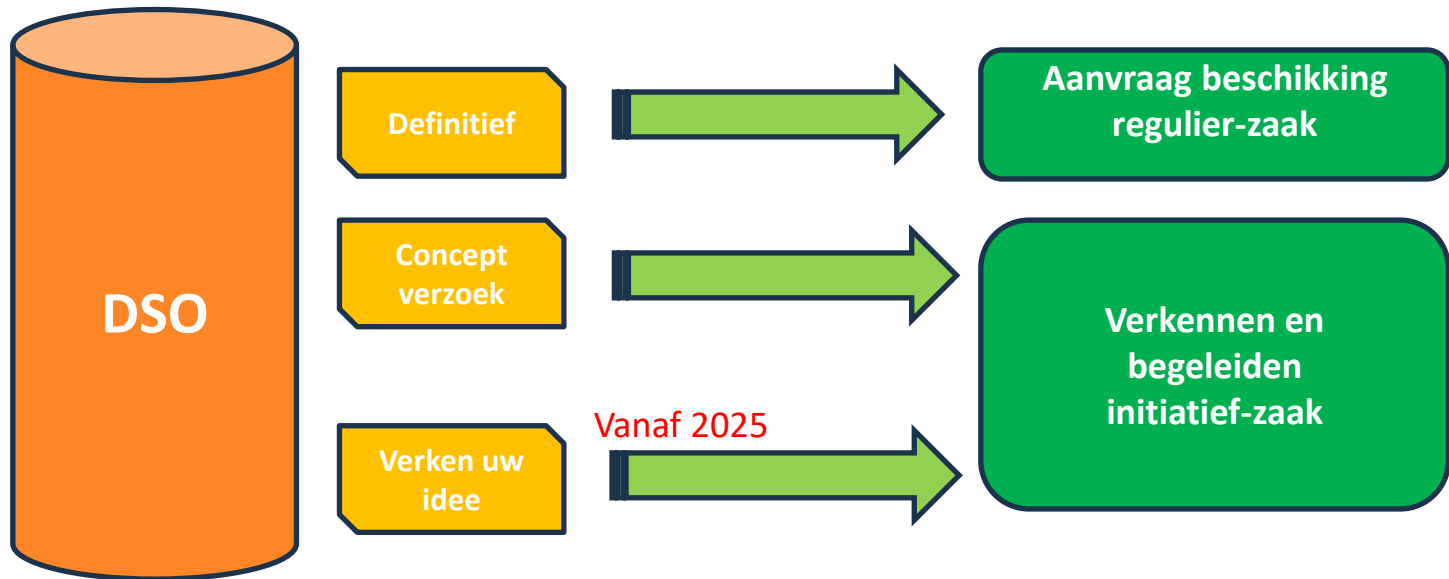 DSO
Definitief
Aanvraag beschikking
regulier-zaak
Concept
verzoek
Vanaf 2025
Verken uw
idee
Verkennen en
begeleiden
initiatief-zaak